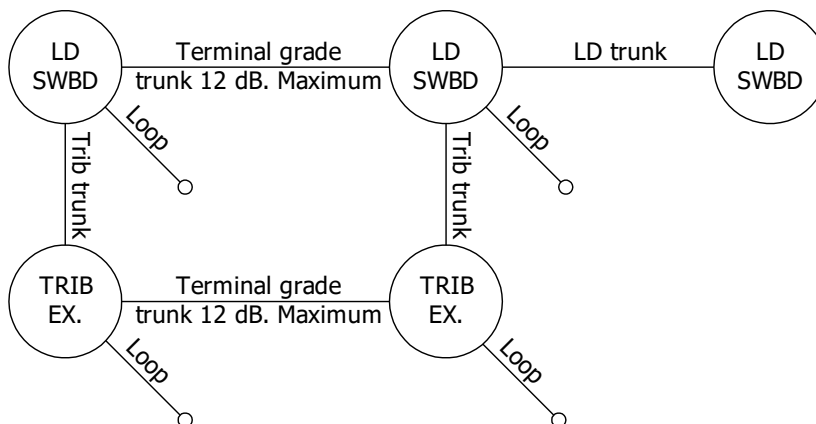 LD
SWBD
Terminal grade
trunk 12 dB. Maximum
LD
SWBD
LD trunk
LD
SWBD
Loop
Loop
Trib trunk
Trib trunk
TRIB
EX.
Terminal grade
trunk 12 dB. Maximum
TRIB
EX.
Loop
Loop